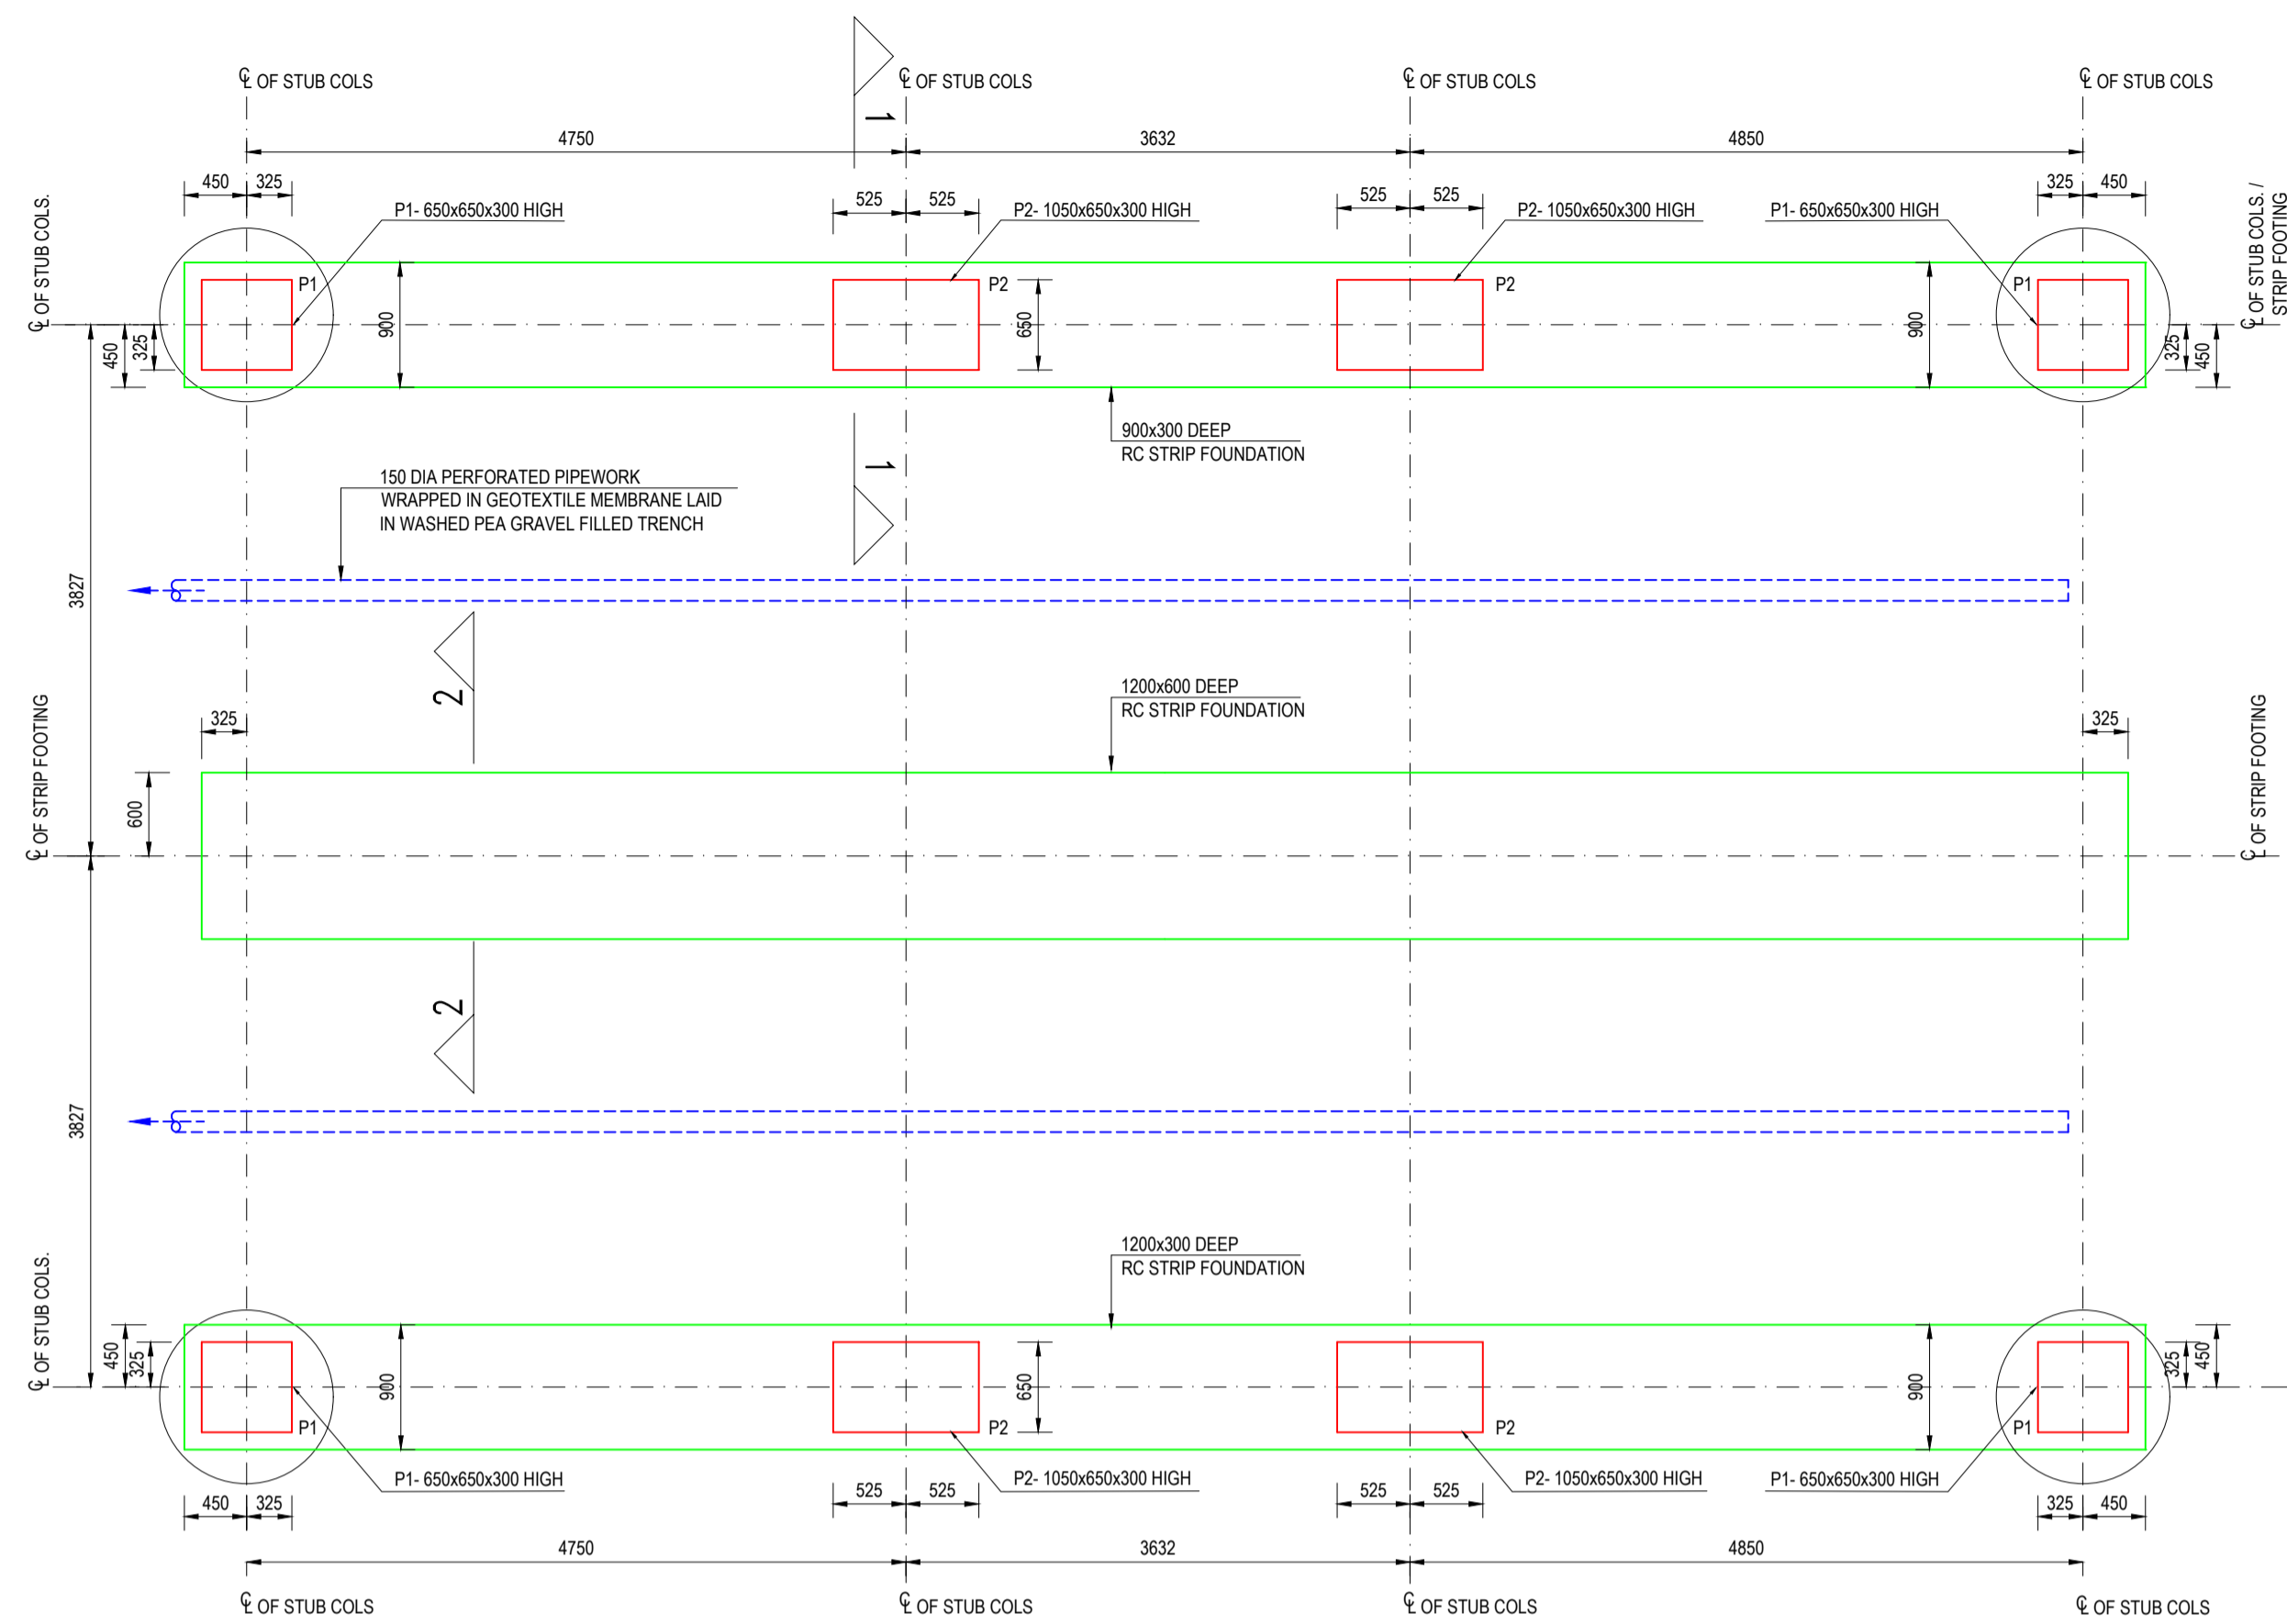 ℄ OF STUB COLS
℄ OF STUB COLS
℄ OF STUB COLS
℄ OF STUB COLS
1
4750
3632
4850
450
325
525
525
525
525
325
450
P1- 650x650x300 HIGH
P2- 1050x650x300 HIGH
P2- 1050x650x300 HIGH
P1- 650x650x300 HIGH
℄ OF STUB COLS.
℄ OF STUB COLS. /
STRIP FOOTING
P1
P2
P2
P1
450
325
900
650
900
325
450
900x300 DEEP
RC STRIP FOUNDATION
1
150 DIA PERFORATED PIPEWORK
WRAPPED IN GEOTEXTILE MEMBRANE LAID
IN WASHED PEA GRAVEL FILLED TRENCH
3827
2
1200x600 DEEP
RC STRIP FOUNDATION
325
325
℄ OF STRIP FOOTING
℄ OF STRIP FOOTING
600
2
3827
1200x300 DEEP
RC STRIP FOUNDATION
℄ OF STUB COLS.
450
325
900
650
900
325
450
P1
P2
P2
P1
P1- 650x650x300 HIGH
P2- 1050x650x300 HIGH
P2- 1050x650x300 HIGH
P1- 650x650x300 HIGH
450
325
525
525
525
525
325
450
4750
3632
4850
℄ OF STUB COLS
℄ OF STUB COLS
℄ OF STUB COLS
℄ OF STUB COLS